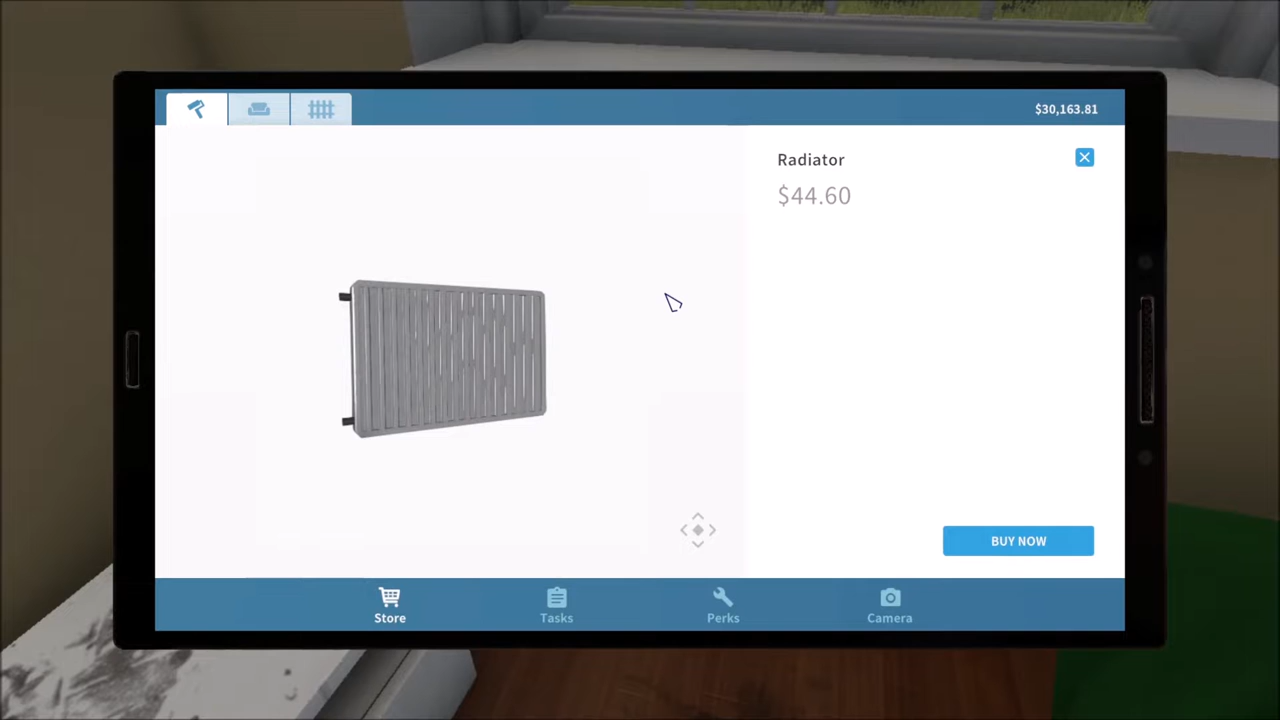 $30,163.81
Radiator
$44.60
BUY NOW
Store
Tasks
Perks
Camera